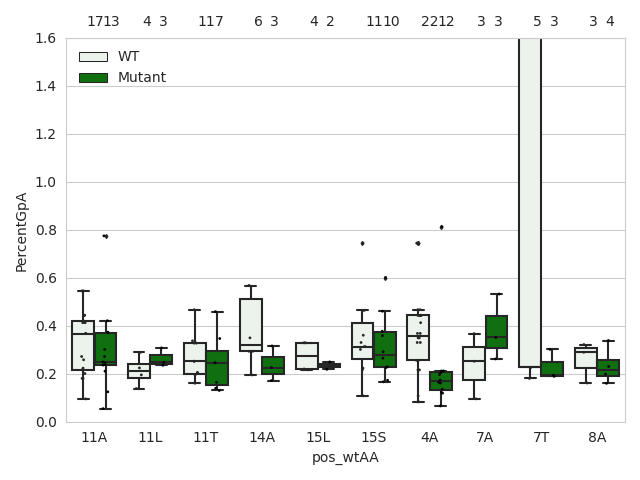 1713 4 3 117 6 3 4 2 1110 2212 3 3 5 3 3 4
1.6
WT
Mutant
1.4
1.2
1.0
0.8
0.6
0.4
0.2
0.0
PercentGpA
11A 11L 11T 14A 15L 15S 4A 7A 7T 8A
pos_wtAA